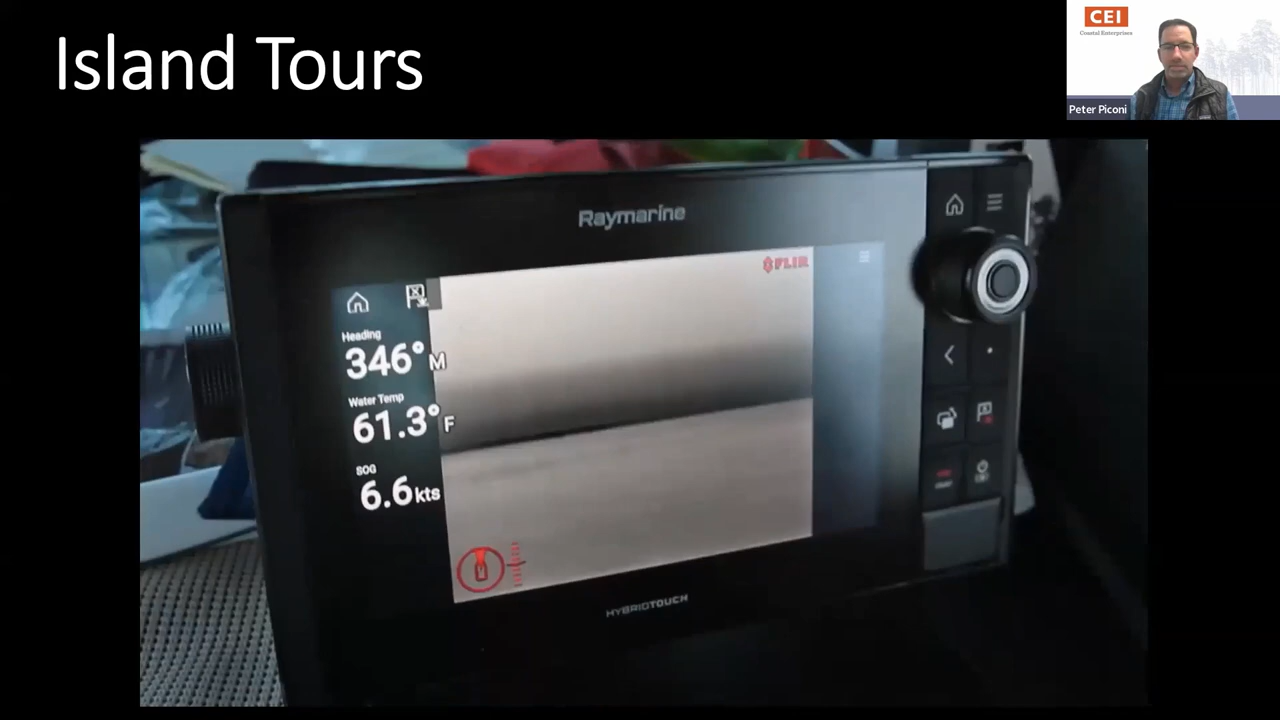 Island Tours
CEI
Coastal Enterprises
Peter Piconi
Raymarine
FLIR
Heading
346° M
Water Temp
61.3° F
SOG
6.6 kts
HYBRIDTOUCH